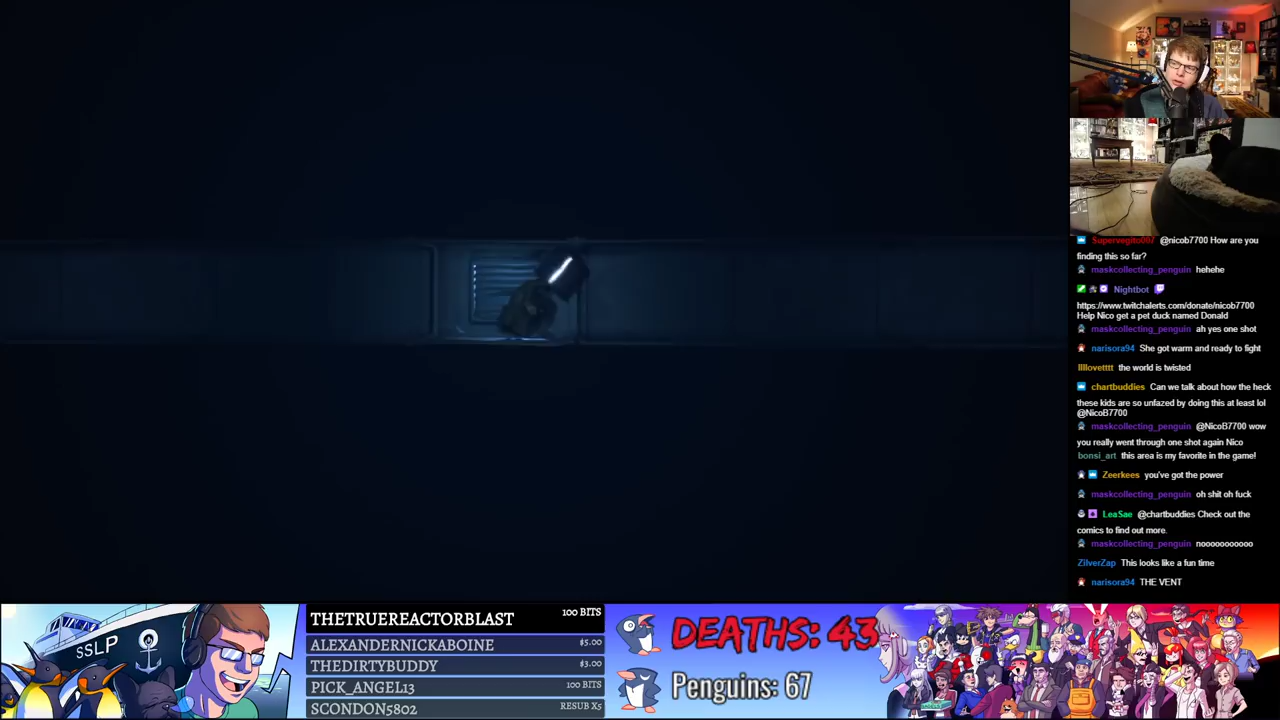 Supervegito007 @nicob7700 How are you
finding this so far?
maskcollecting_penguin hehehe
Nightbot
https://www.twitchalerts.com/donate/nicob7700
Help Nico get a pet duck named Donald
maskcollecting_penguin ah yes one shot
narisora94 She got warm and ready to fight
the world is twisted
chartbuddies Can we talk about how the heck
these kids are so unfazed by doing this at least lol
@NicoB7700
maskcollecting_penguin @NicoB7700 wow
you really went through one shot again Nico
bonsi_art this area is my favorite in the game!
Zeerkees you've got the power
maskcollecting_penguin oh shit oh fuck
LeaSae @chartbuddies Check out the
comics to find out more.
maskcollecting_penguin nooooooooooo
ZilverZap This looks like a fun time
narisora94 THE VENT
SSLP
THETRUEREACTORBLAST 100 BITS
ALEXANDERNICKABOINE $5.00
THEDIRTYBUDDY $3.00
PICK_ANGEL13 100 BITS
SCONDON5802 RESUB X5
DEATHS: 43
Penguins: 67